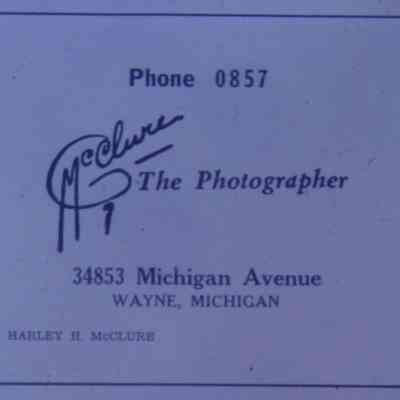 Phone 0857
McClure
The Photographer
34853 Michigan Avenue
WAYNE, MICHIGAN
HARLEY H. McCLURE